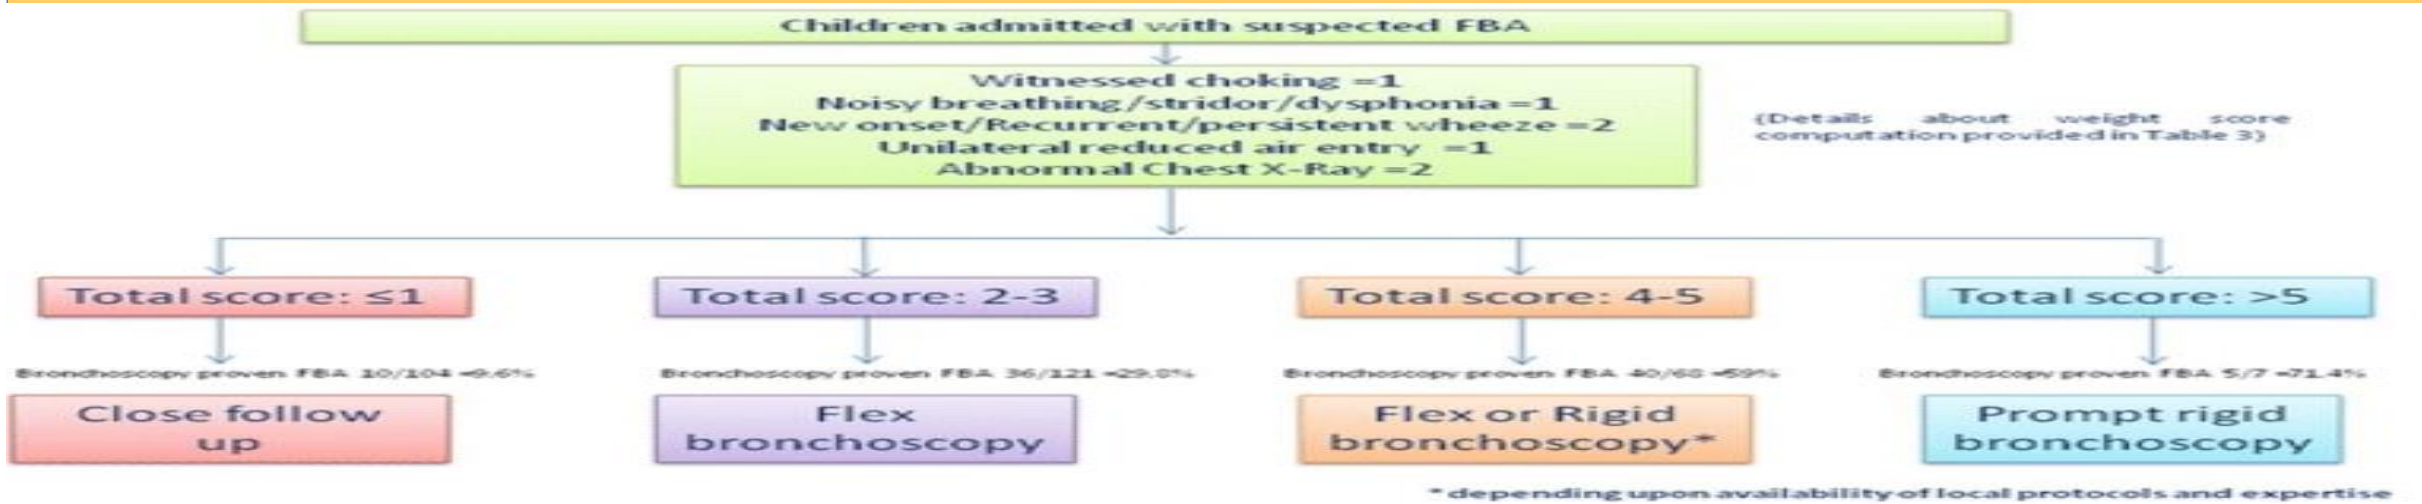 Children admitted with suspected FBA
Witnessed choking =1
Noisy breathing/stridor/dysphonia =1
New onset/Recurrent/persistent wheeze =2
Unilateral reduced air entry =1
Abnormal Chest X-Ray =2
(Details about weight score
computation provided in Table 3)
Total score: ≤1
Total score: 2-3
Total score: 4-5
Total score: >5
Bronchoscopy proven FBA 10/104 =9.6%
Bronchoscopy proven FBA 36/121 =29.8%
Bronchoscopy proven FBA 40/68 =59%
Bronchoscopy proven FBA 5/7 =71.4%
Close follow
up
Flex
bronchoscopy
Flex or Rigid
bronchoscopy*
Prompt rigid
bronchoscopy
*depending upon availability of local protocols and expertise